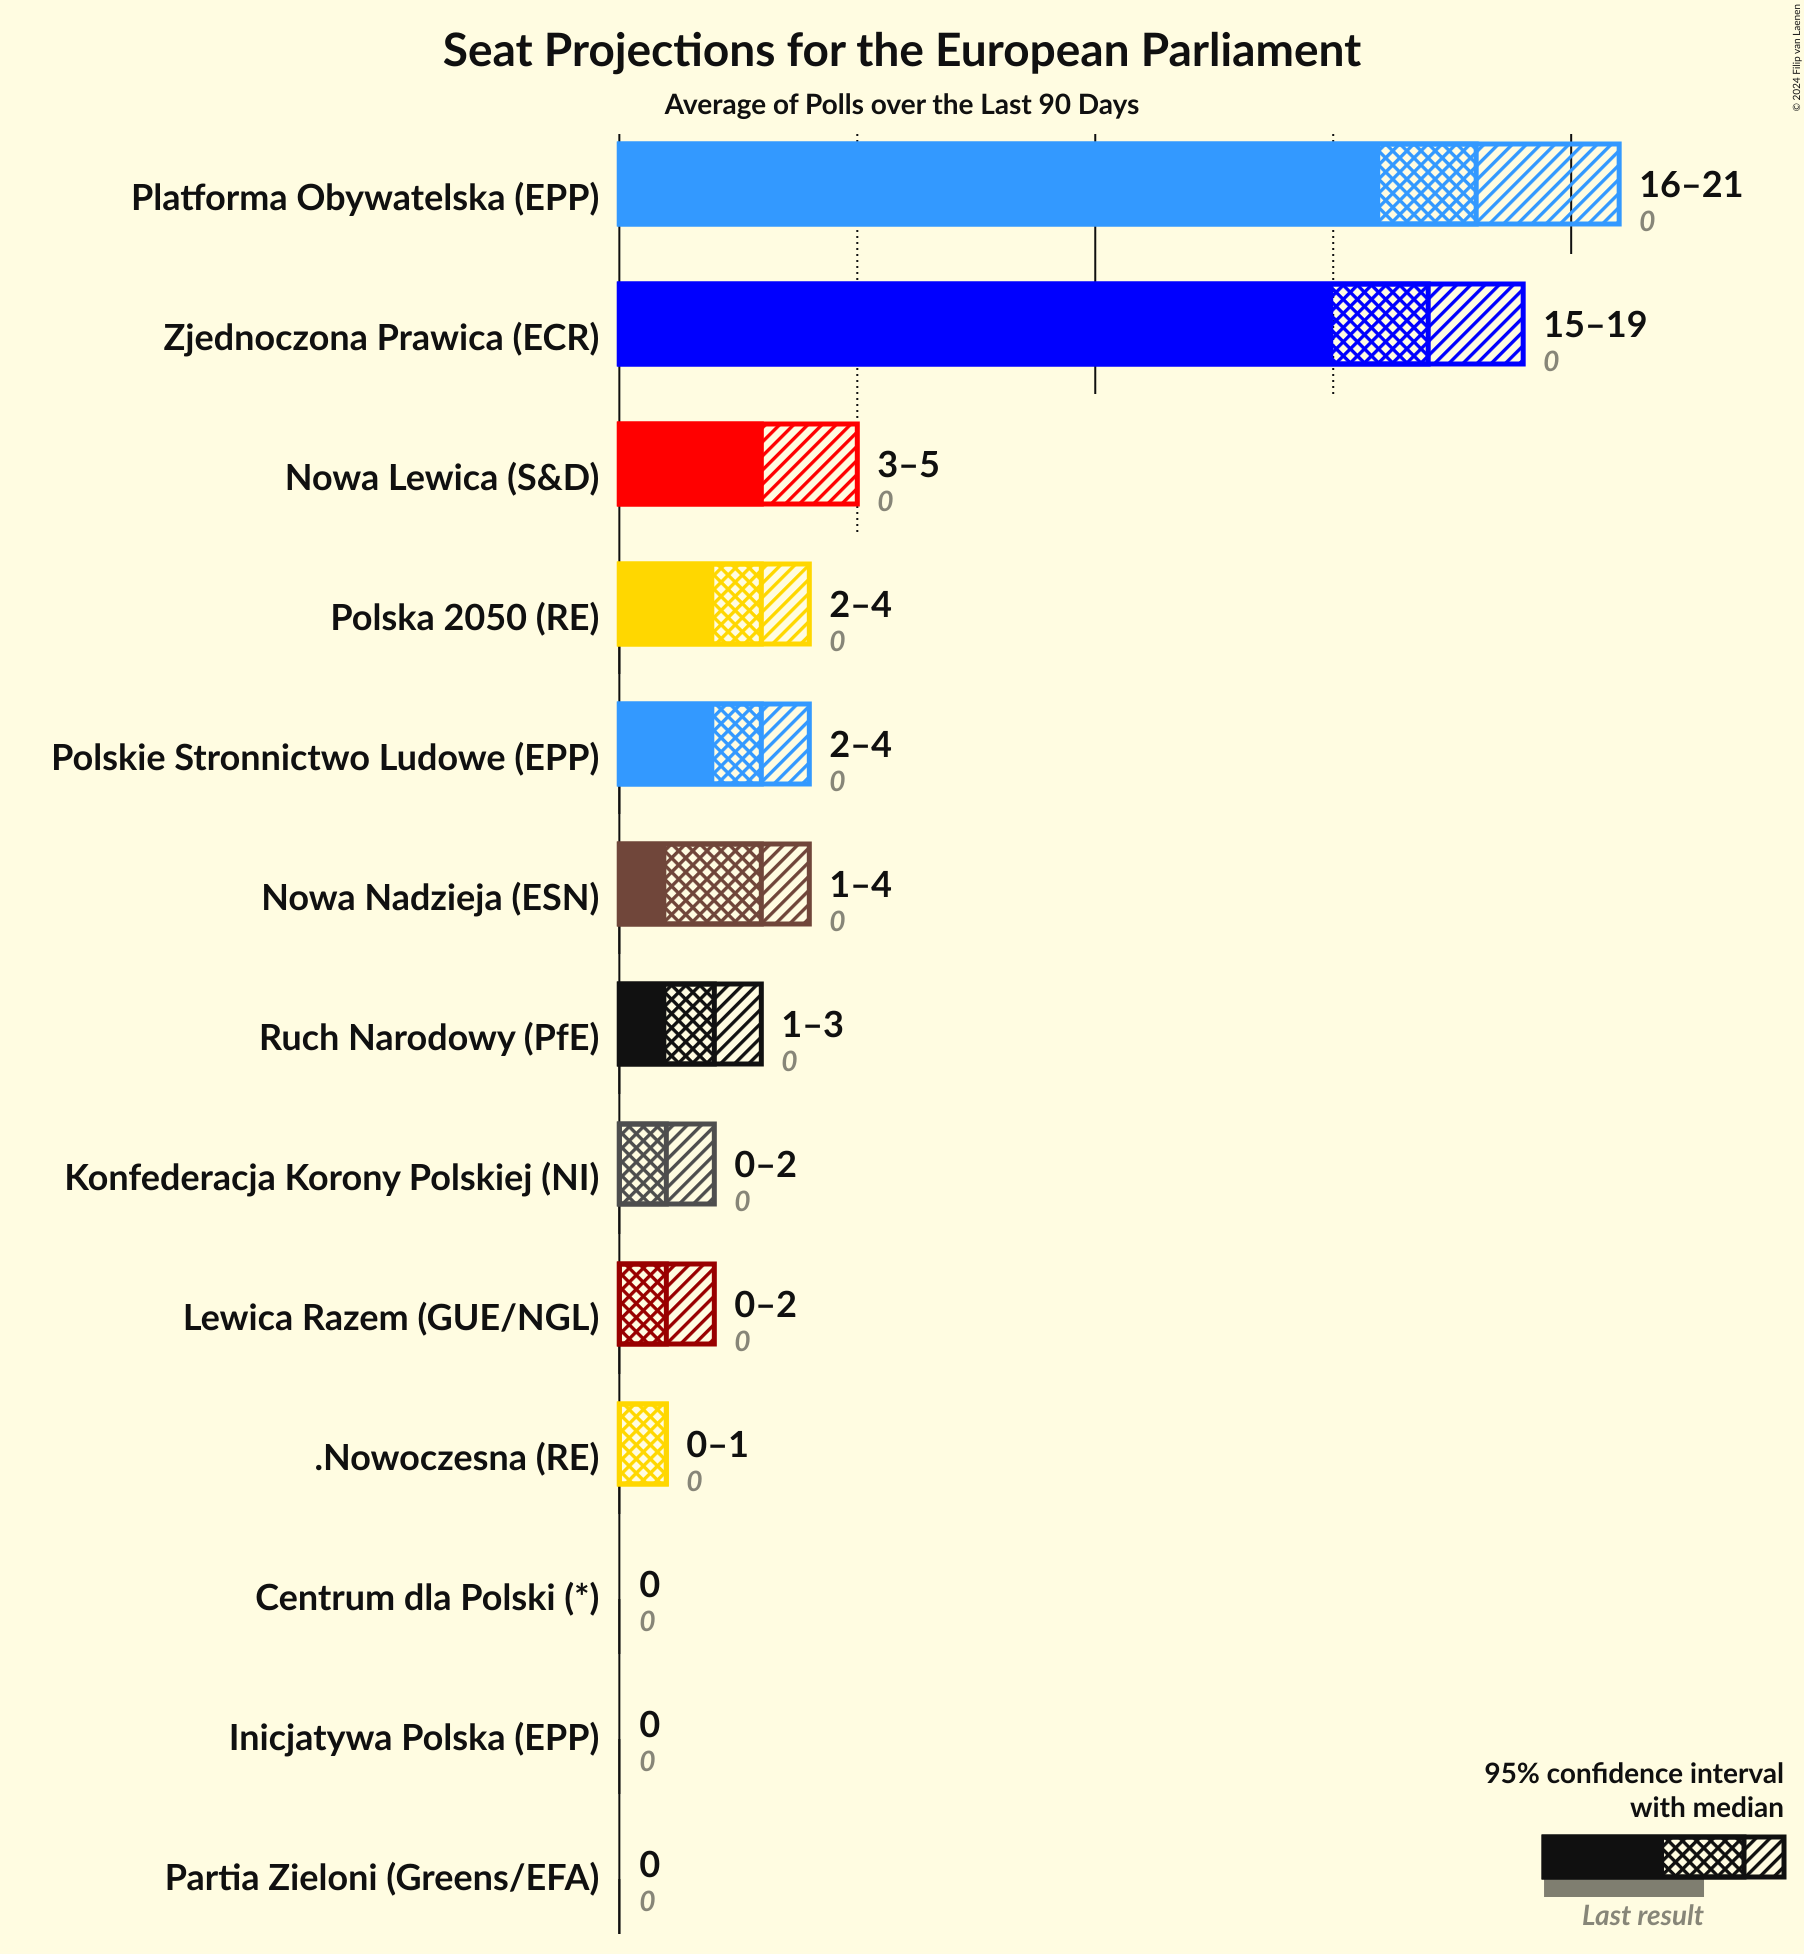 © 2024 Filip van Laenen
Seat Projections for the European Parliament
Average of Polls over the Last 90 Days
Platforma Obywatelska (EPP)
16–21
0
Zjednoczona Prawica (ECR)
15–19
0
Nowa Lewica (S&D)
3–5
0
Polska 2050 (RE)
2–4
0
Polskie Stronnictwo Ludowe (EPP)
2–4
0
Nowa Nadzieja (ESN)
1–4
0
Ruch Narodowy (PfE)
1–3
0
Konfederacja Korony Polskiej (NI)
0–2
0
Lewica Razem (GUE/NGL)
0–2
0
.Nowoczesna (RE)
0–1
0
Centrum dla Polski (*)
0
0
Inicjatywa Polska (EPP)
0
0
Partia Zieloni (Greens/EFA)
0
0
95% confidence interval
with median
Last result